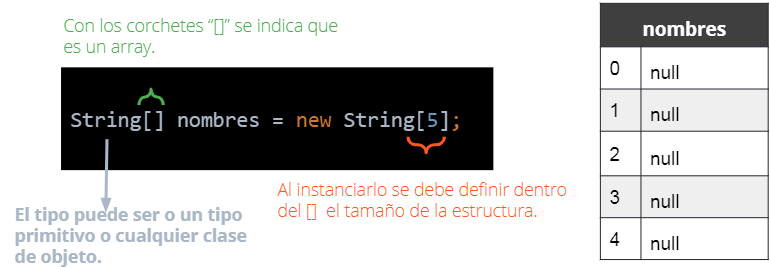 Con los corchetes “[]” se indica que
es un array.
String[] nombres = new String[5];
Al instanciarlo se debe definir dentro
del [] el tamaño de la estructura.
El tipo puede ser o un tipo
primitivo o cualquier clase
de objeto.
nombres
0 null
1 null
2 null
3 null
4 null